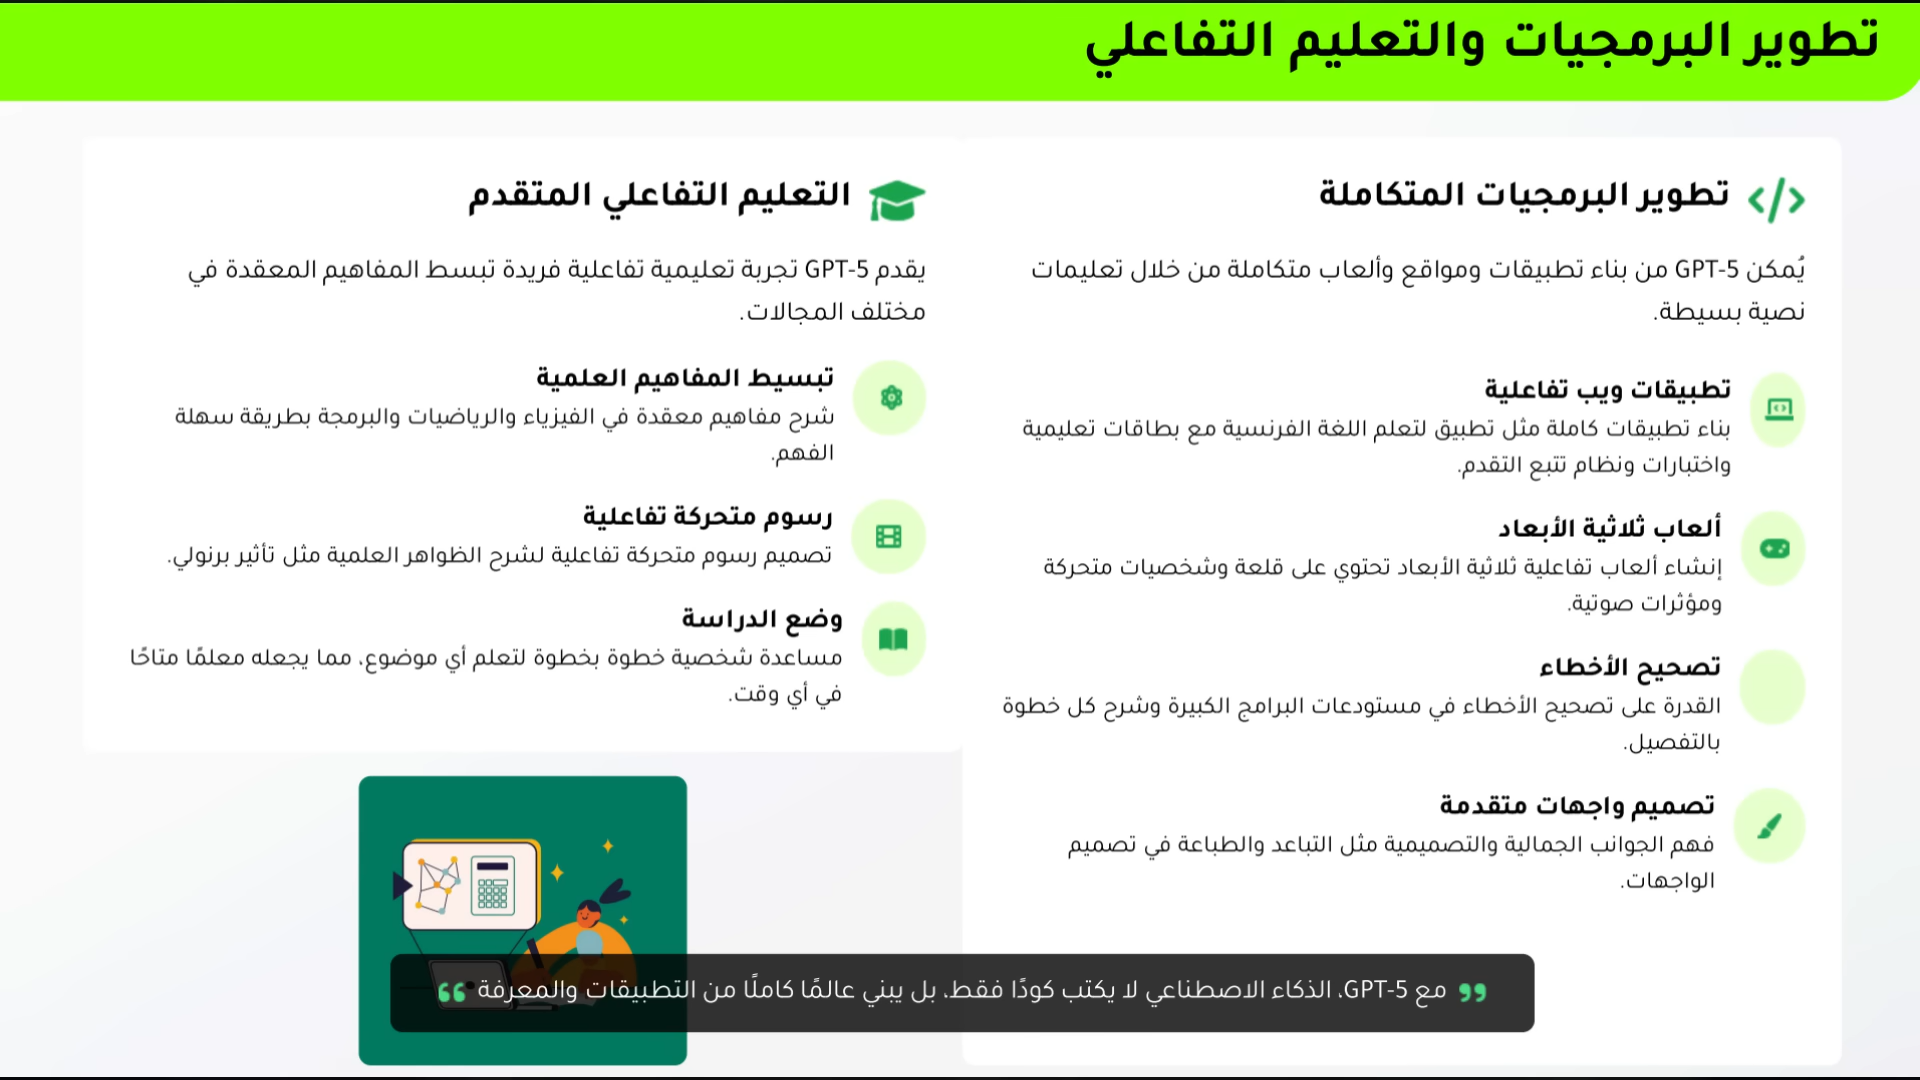 تطوير البرمجيات والتعليم التفاعلي
تطوير البرمجيات المتكاملة
يُمكن GPT-5 من بناء تطبيقات ومواقع وألعاب متكاملة من خلال تعليمات
نصية بسيطة.
تطبيقات ويب تفاعلية
بناء تطبيقات كاملة مثل تطبيق لتعلم اللغة الفرنسية مع بطاقات تعليمية
واختبارات ونظام تتبع التقدم.
ألعاب ثلاثية الأبعاد
إنشاء ألعاب تفاعلية ثلاثية الأبعاد تحتوي على قلعة وشخصيات متحركة
ومؤثرات صوتية.
تصحيح الأخطاء
القدرة على تصحيح الأخطاء في مستودعات البرامج الكبيرة وشرح كل خطوة
بالتفصيل.
تصميم واجهات متقدمة
فهم الجوانب الجمالية والتصميمية مثل التباعد والطباعة في تصميم
الواجهات.
التعليم التفاعلي المتقدم
يقدم GPT-5 تجربة تعليمية تفاعلية فريدة تبسط المفاهيم المعقدة في
مختلف المجالات.
تبسيط المفاهيم العلمية
شرح مفاهيم معقدة في الفيزياء والرياضيات والبرمجة بطريقة سهلة
الفهم.
رسوم متحركة تفاعلية
تصميم رسوم متحركة تفاعلية لشرح الظواهر العلمية مثل تأثير برنولي.
وضع الدراسة
مساعدة شخصية خطوة بخطوة لتعلم أي موضوع، مما يجعله معلمًا متاحًا
في أي وقت.
مع GPT-5، الذكاء الاصطناعي لا يكتب كودًا فقط، بل يبني عالمًا كاملًا من التطبيقات والمعرفة